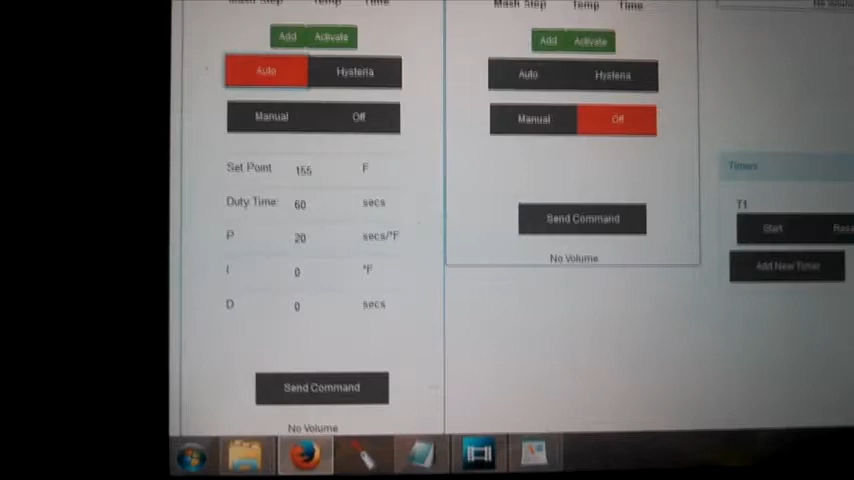 Mash Step Temp Time
Add Activate
Auto Hysteria
Manual Off
Set Point 155 F
Duty Time: 60 secs
P 20 secs/°F
I 0 °F
D 0 secs
Send Command
No Volume
Mash Step Temp Time
Add Activate
Auto Hysteria
Manual Off
Send Command
No Volume
No Volume
Timers
T1
Start
Add New Timer